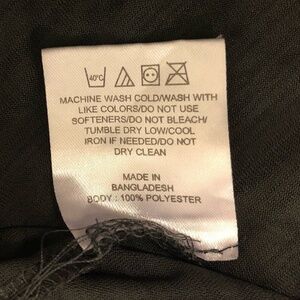 40°C
MACHINE WASH COLD/WASH WITH
LIKE COLORS/DO NOT USE
SOFTENERS/DO NOT BLEACH/
TUMBLE DRY LOW/COOL
IRON IF NEEDED/DO NOT
DRY CLEAN
MADE IN
BANGLADESH
BODY : 100% POLYESTER